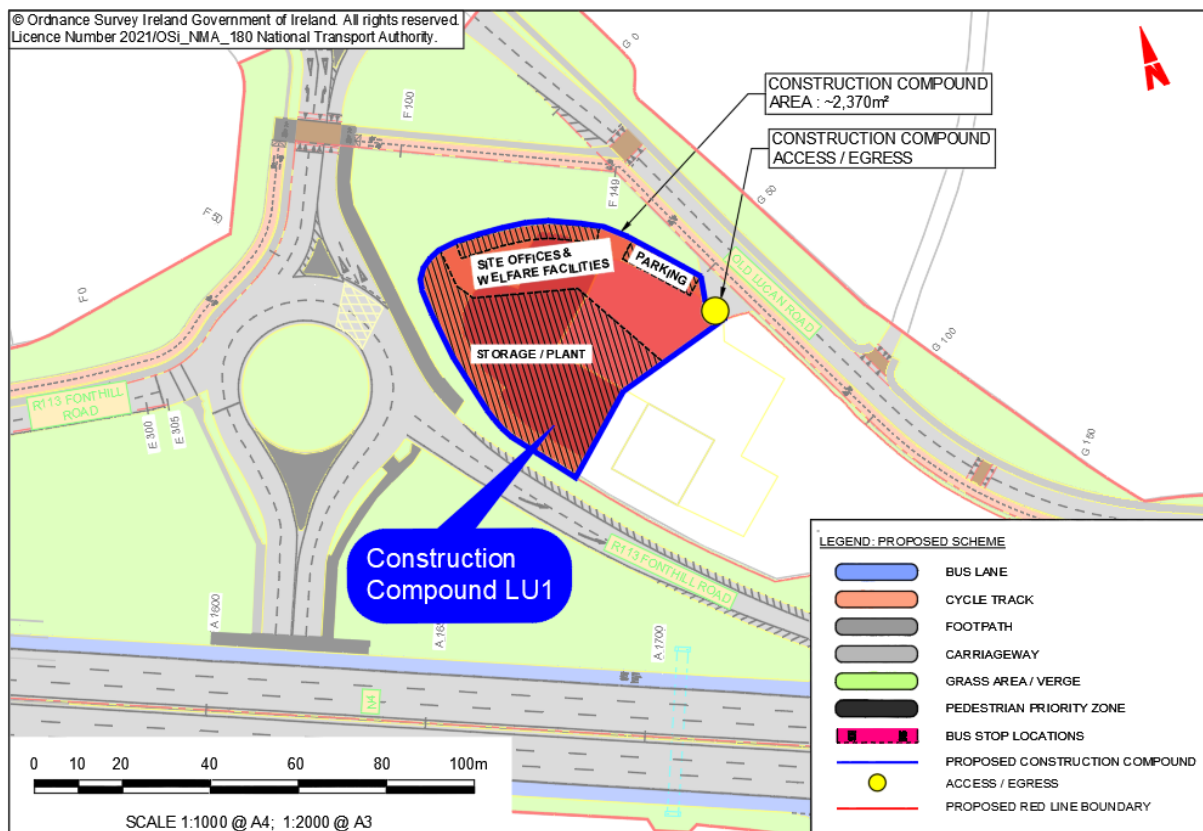 © Ordnance Survey Ireland Government of Ireland. All rights reserved.
Licence Number 2021/OSi_NMA_180 National Transport Authority.
G 0
N
CONSTRUCTION COMPOUND
AREA : ~2,370m²
CONSTRUCTION COMPOUND
ACCESS / EGRESS
F 100
F 149
G 50
F 50
F 0
SITE OFFICES &
WELFARE FACILITIES
PARKING
OLD LUCAN ROAD
G 100
STORAGE / PLANT
R113 FONTHILL
ROAD
E 300
E 305
G 150
Construction
Compound LU1
R113 FONTHILL ROAD
A 1600
A 1700
N4
LEGEND: PROPOSED SCHEME
BUS LANE
CYCLE TRACK
FOOTPATH
CARRIAGEWAY
GRASS AREA / VERGE
PEDESTRIAN PRIORITY ZONE
BUS STOP LOCATIONS
PROPOSED CONSTRUCTION COMPOUND
ACCESS / EGRESS
PROPOSED RED LINE BOUNDARY
0 10 20 40 60 80 100m
SCALE 1:1000 @ A4; 1:2000 @ A3